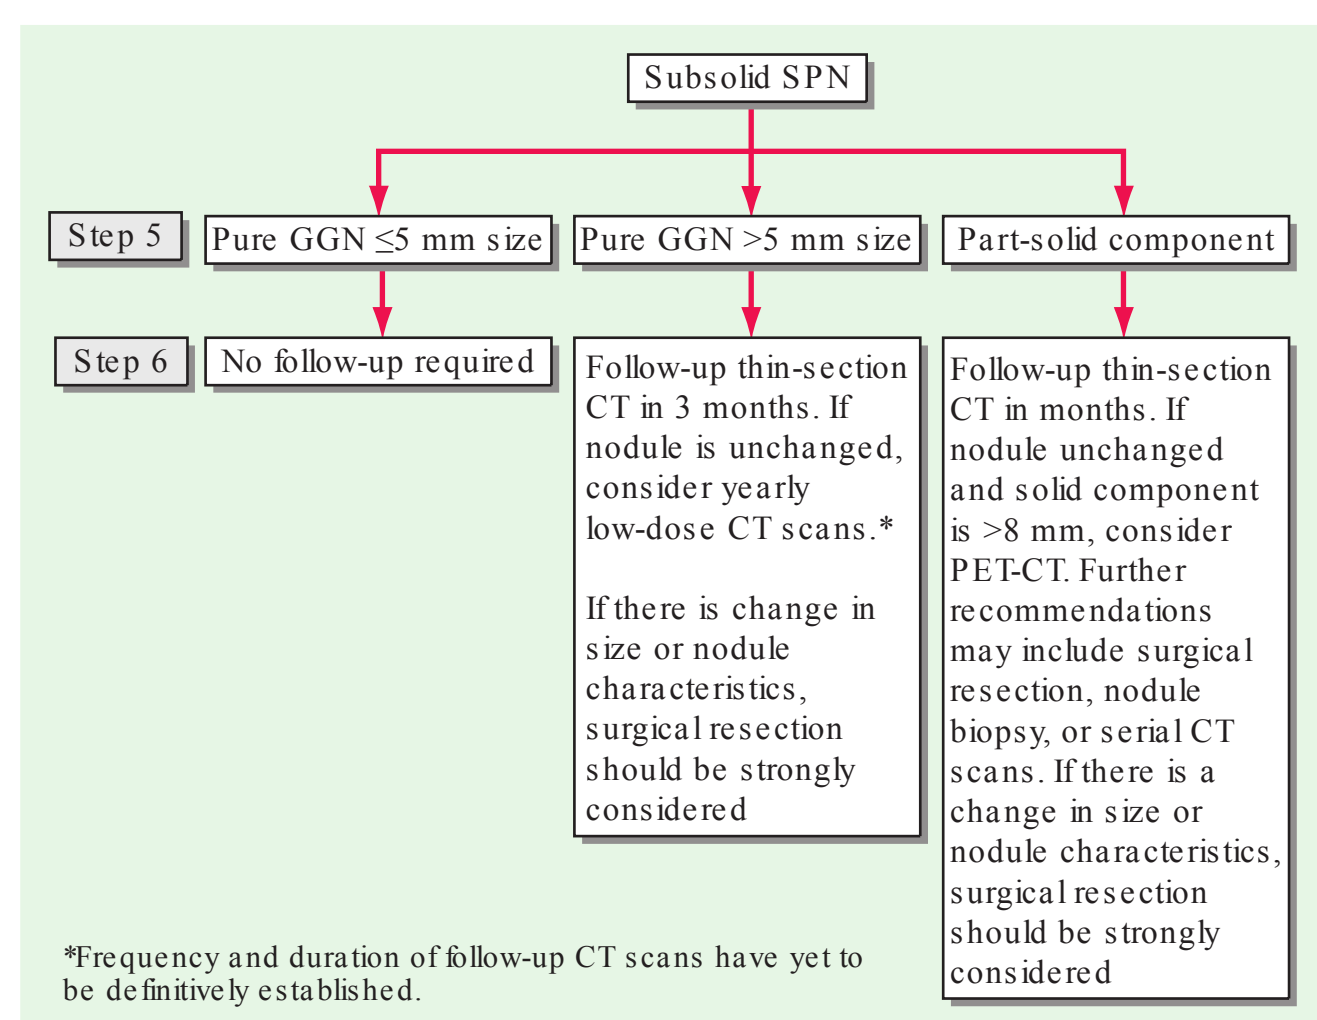 Subsolid SPN
Step 5
Pure GGN ≤5 mm size
Pure GGN >5 mm size
Part-solid component
Step 6
No follow-up required
Follow-up thin-section
CT in 3 months. If
nodule is unchanged,
consider yearly
low-dose CT scans.*
If there is change in
size or nodule
characteristics,
surgical resection
should be strongly
considered
Follow-up thin-section
CT in months. If
nodule unchanged
and solid component
is >8 mm, consider
PET-CT. Further
recommendations
may include surgical
resection, nodule
biopsy, or serial CT
scans. If there is a
change in size or
nodule characteristics,
surgical resection
should be strongly
considered
*Frequency and duration of follow-up CT scans have yet to
be definitively established.